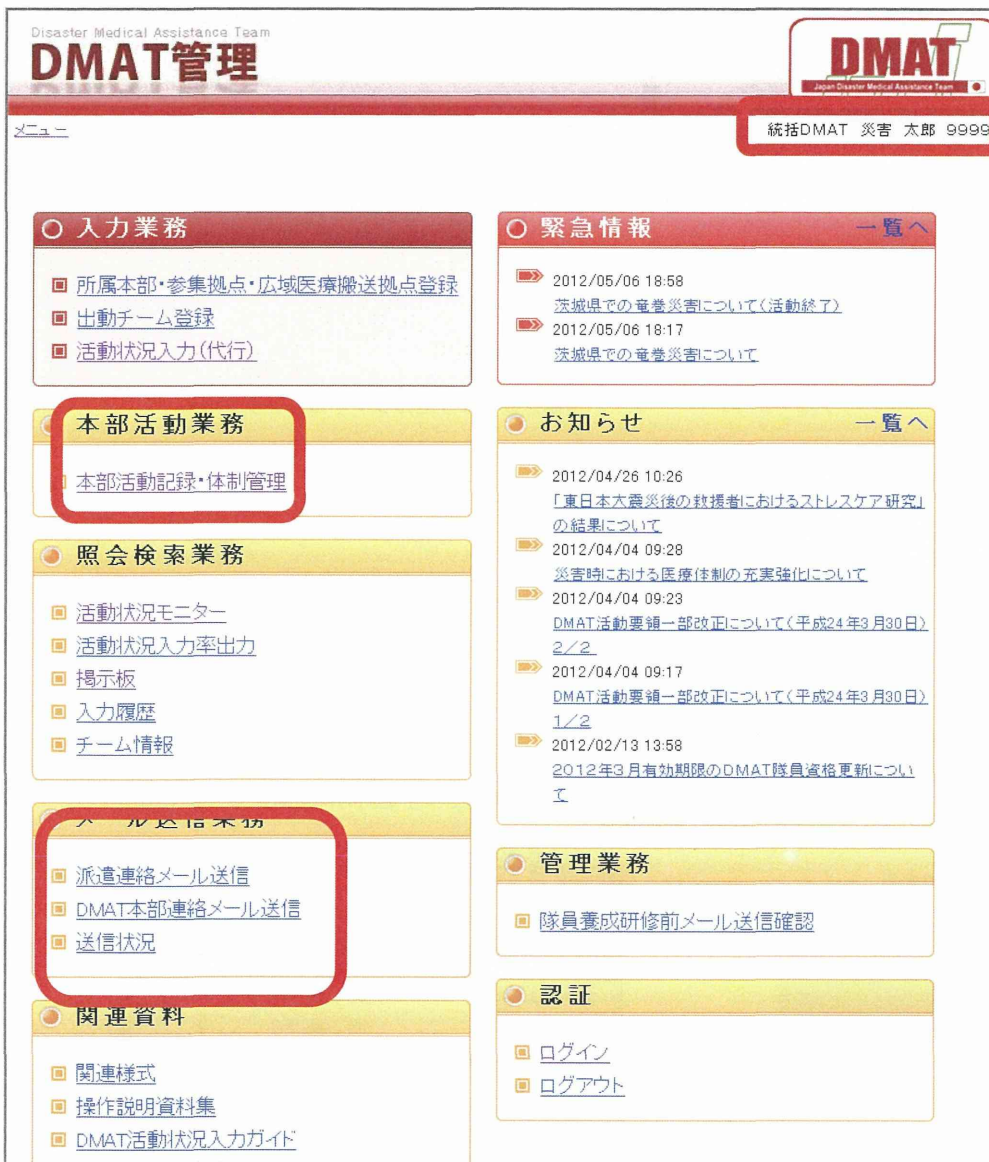 Disaster Medical Assistance Team
DMAT管理
DMAT
Japan Disaster Medical Assistance Team
メニュー
統括DMAT 災害 太郎 9999
入力業務
所属本部・参集拠点・広域医療搬送拠点登録
出動チーム登録
活動状況入力(代行)
本部活動業務
本部活動記録・体制管理
照会検索業務
活動状況モニター
活動状況入力率出力
掲示板
入力履歴
チーム情報
メール送信業務
派遣連絡メール送信
DMAT本部連絡メール送信
送信状況
関連資料
関連様式
操作説明資料集
DMAT活動状況入力ガイド
緊急情報 一覧へ
2012/05/06 18:58
茨城県での竜巻災害について(活動終了)
2012/05/06 18:17
茨城県での竜巻災害について
お知らせ 一覧へ
2012/04/26 10:26
「東日本大震災後の救援者におけるストレスケア研究」
の結果について
2012/04/04 09:28
災害時における医療体制の充実強化について
2012/04/04 09:23
DMAT活動要領一部改正について(平成24年3月30日)
2/2
2012/04/04 09:17
DMAT活動要領一部改正について(平成24年3月30日)
1/2
2012/02/13 13:58
2012年3月有効期限のDMAT隊員資格更新につい
て
管理業務
隊員養成研修前メール送信確認
認証
ログイン
ログアウト